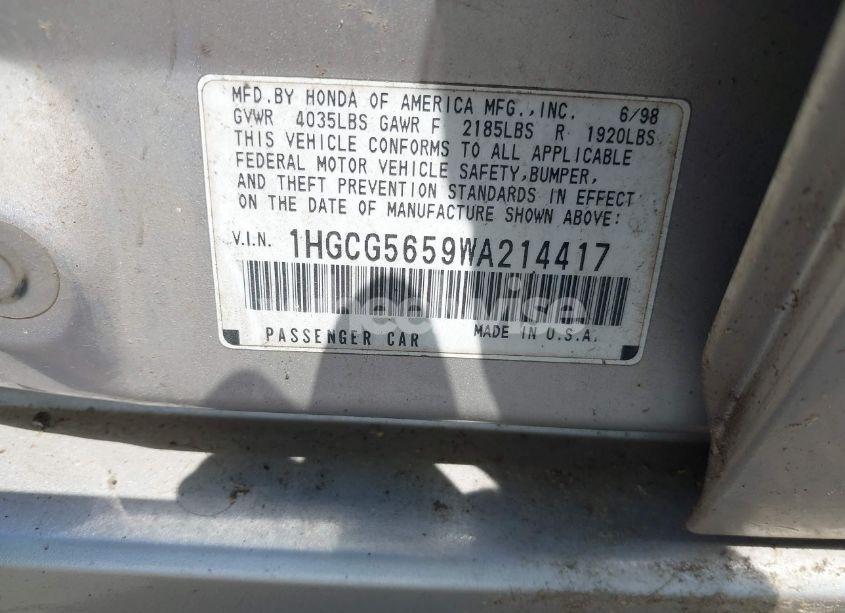 MFD.BY HONDA OF AMERICA MFG.,INC. 6/98
GVWR 4035LBS GAWR F 2185LBS R 1920LBS
THIS VEHICLE CONFORMS TO ALL APPLICABLE
FEDERAL MOTOR VEHICLE SAFETY,BUMPER,
AND THEFT PREVENTION STANDARDS IN EFFECT
ON THE DATE OF MANUFACTURE SHOWN ABOVE:
V.I.N. 1HGCG5659WA214417
PASSENGER CAR MADE IN U.S.A.